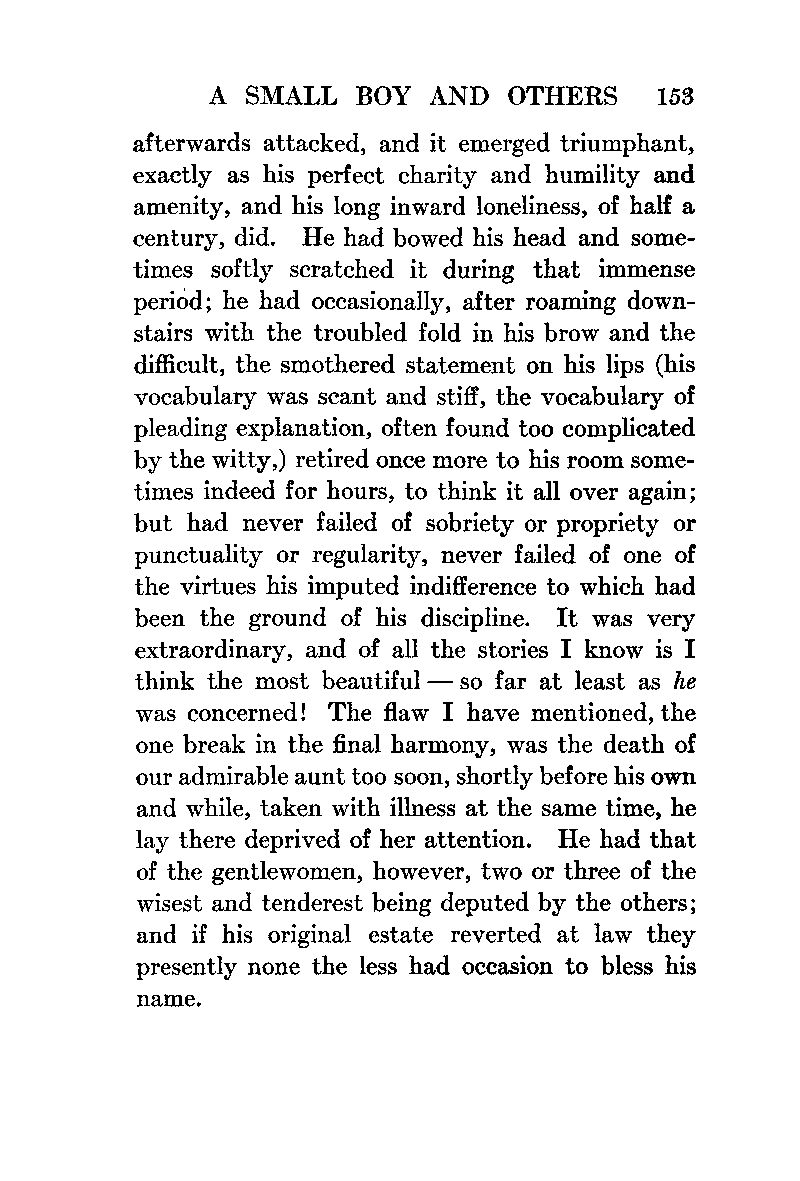 A SMALL BOY AND OTHERS 153
afterwards attacked, and it emerged triumphant,
exactly as his perfect charity and humility and
amenity, and his long inward loneliness, of half a
century, did. He had bowed his head and some-
times softly scratched it during that immense
period; he had occasionally, after roaming down-
stairs with the troubled fold in his brow and the
difficult, the smothered statement on his lips (his
vocabulary was scant and stiff, the vocabulary of
pleading explanation, often found too complicated
by the witty,) retired once more to his room some-
times indeed for hours, to think it all over again;
but had never failed of sobriety or propriety or
punctuality or regularity, never failed of one of
the virtues his imputed indifference to which had
been the ground of his discipline. It was very
extraordinary, and of all the stories I know is I
think the most beautiful — so far at least as he
was concerned! The flaw I have mentioned, the
one break in the final harmony, was the death of
our admirable aunt too soon, shortly before his own
and while, taken with illness at the same time, he
lay there deprived of her attention. He had that
of the gentlewomen, however, two or three of the
wisest and tenderest being deputed by the others;
and if his original estate reverted at law they
presently none the less had occasion to bless his
name.